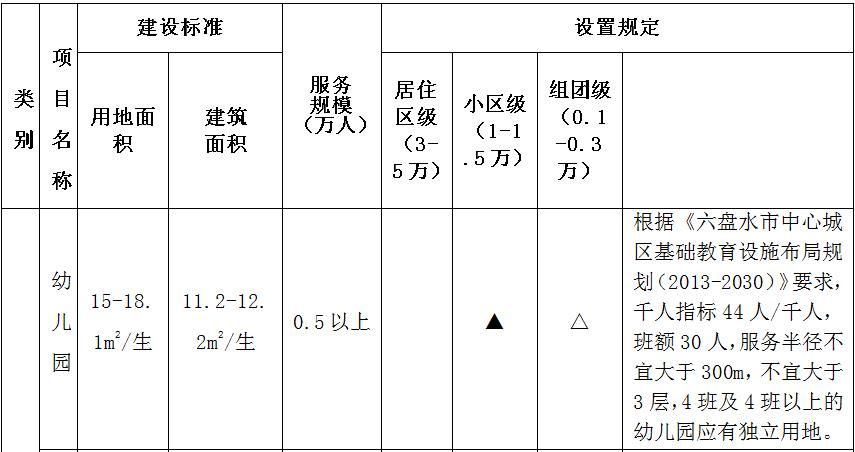 类
别
项
目
名
称
建设标准
用地面
积
建筑
面积
服务
规模
（万人）
设置规定
居住
区级
（3-
5万）
小区级
（1-1
.5万）
组团级
（0.1
-0.3
万）
幼
儿
园
15-18.
1m²/生
11.2-12.
2m²/生
0.5以上
▲
△
根据《六盘水市中心城
区基础教育设施布局规
划(2013-2030)》要求，
千人指标44人/千人，
班额30人，服务半径不
宜大于300m，不宜大于
3层，4班及4班以上的
幼儿园应有独立用地。